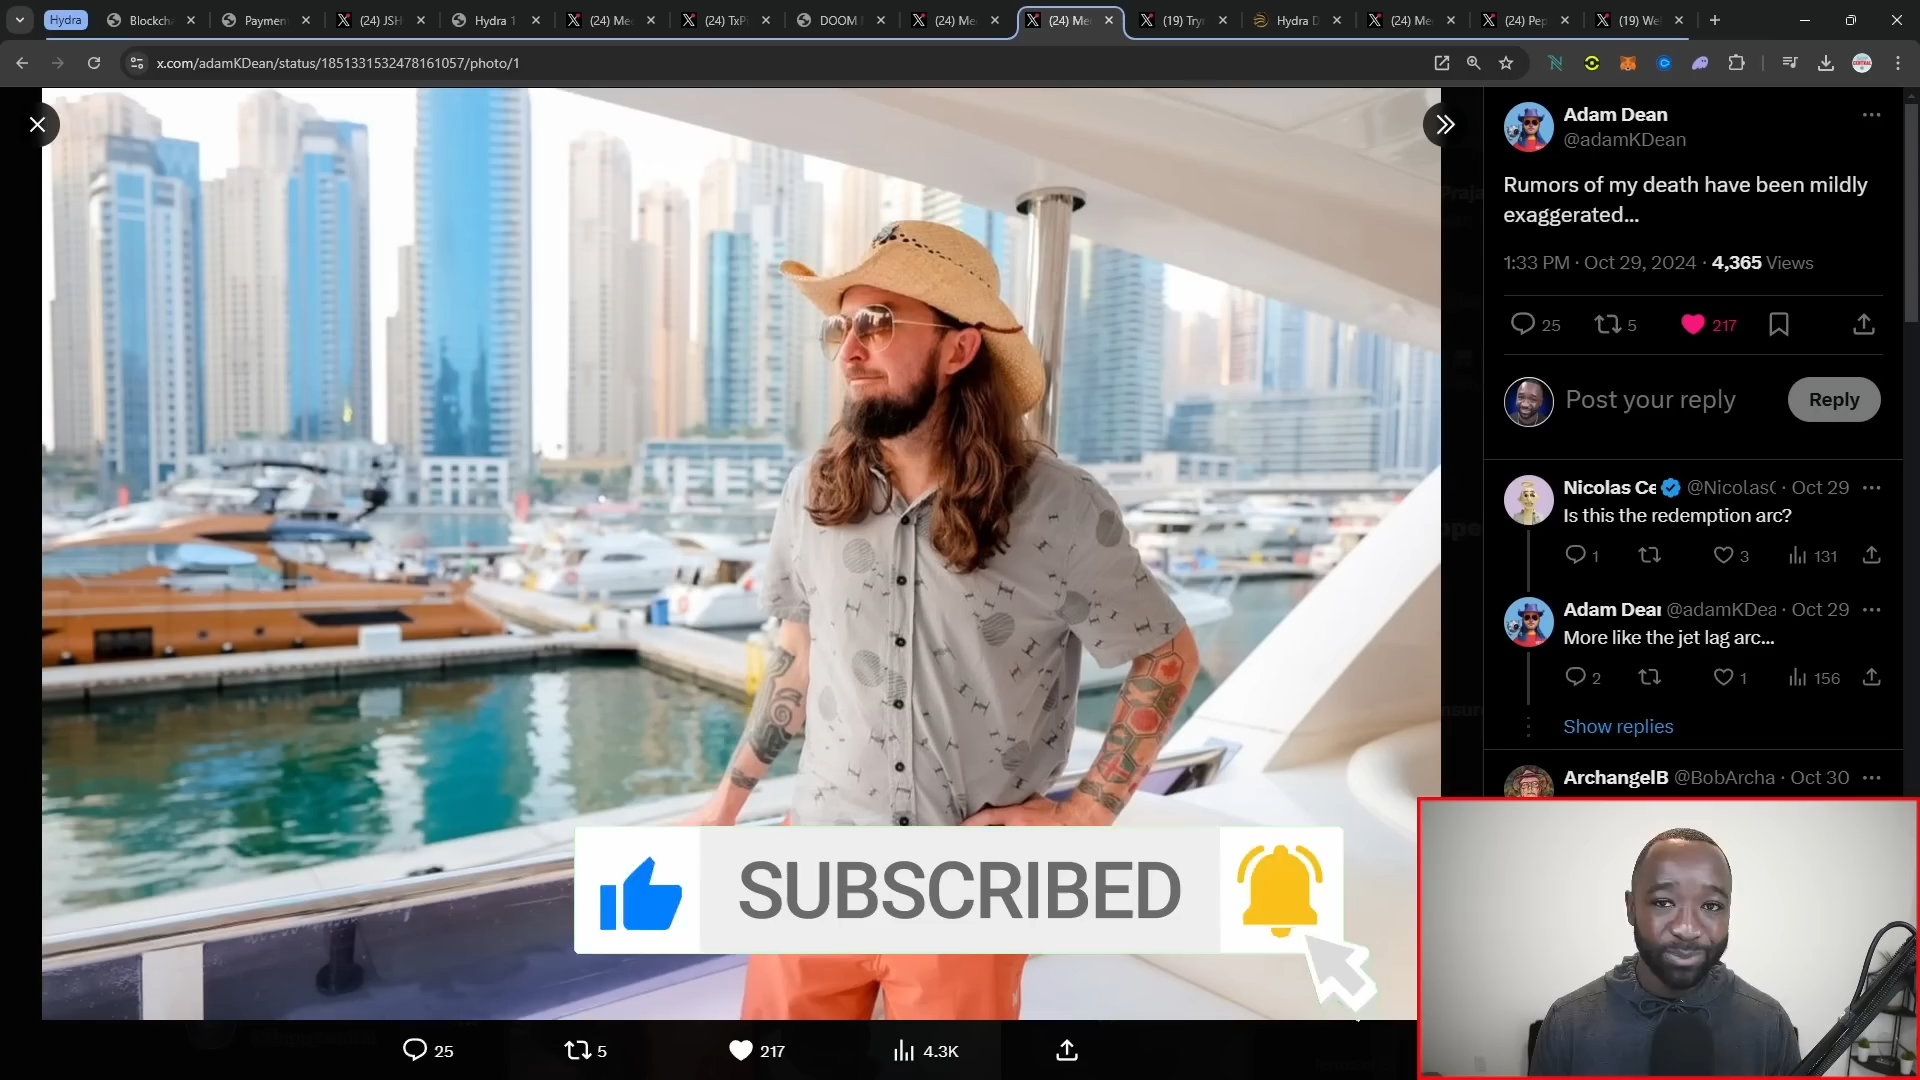 Hydra
Blockch
Paymen
(24) JSH
Hydra 1
(24) Me
(24) TxP
DOOM
(24) Me
(24) Me
(19) Try
Hydra D
(24) Me
(24) Pep
(19) We
x.com/adamKDean/status/1851331532478161057/photo/1
Adam Dean
@adamKDean
Rumors of my death have been mildly
exaggerated...
1:33 PM · Oct 29, 2024 · 4,365 Views
25 5 217
Post your reply
Reply
Nicolas Ce @Nicolas · Oct 29
Is this the redemption arc?
1 3 131
Adam Dea @adamKDea · Oct 29
More like the jet lag arc...
2 1 156
Show replies
ArchangelB @BobArcha · Oct 30
SUBSCRIBED
25 5 217 4.3K